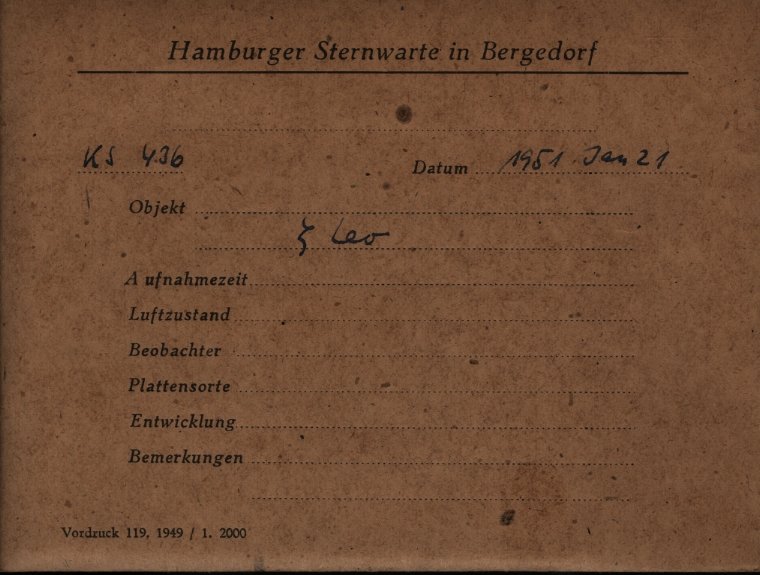 Hamburger Sternwarte in Bergedorf
KS 436 Datum 1951 Jan 21
Objekt
ζ Leo
Aufnahmezeit
Luftzustand
Beobachter
Plattensorte
Entwicklung
Bemerkungen
Vordruck 119. 1949 / 1. 2000